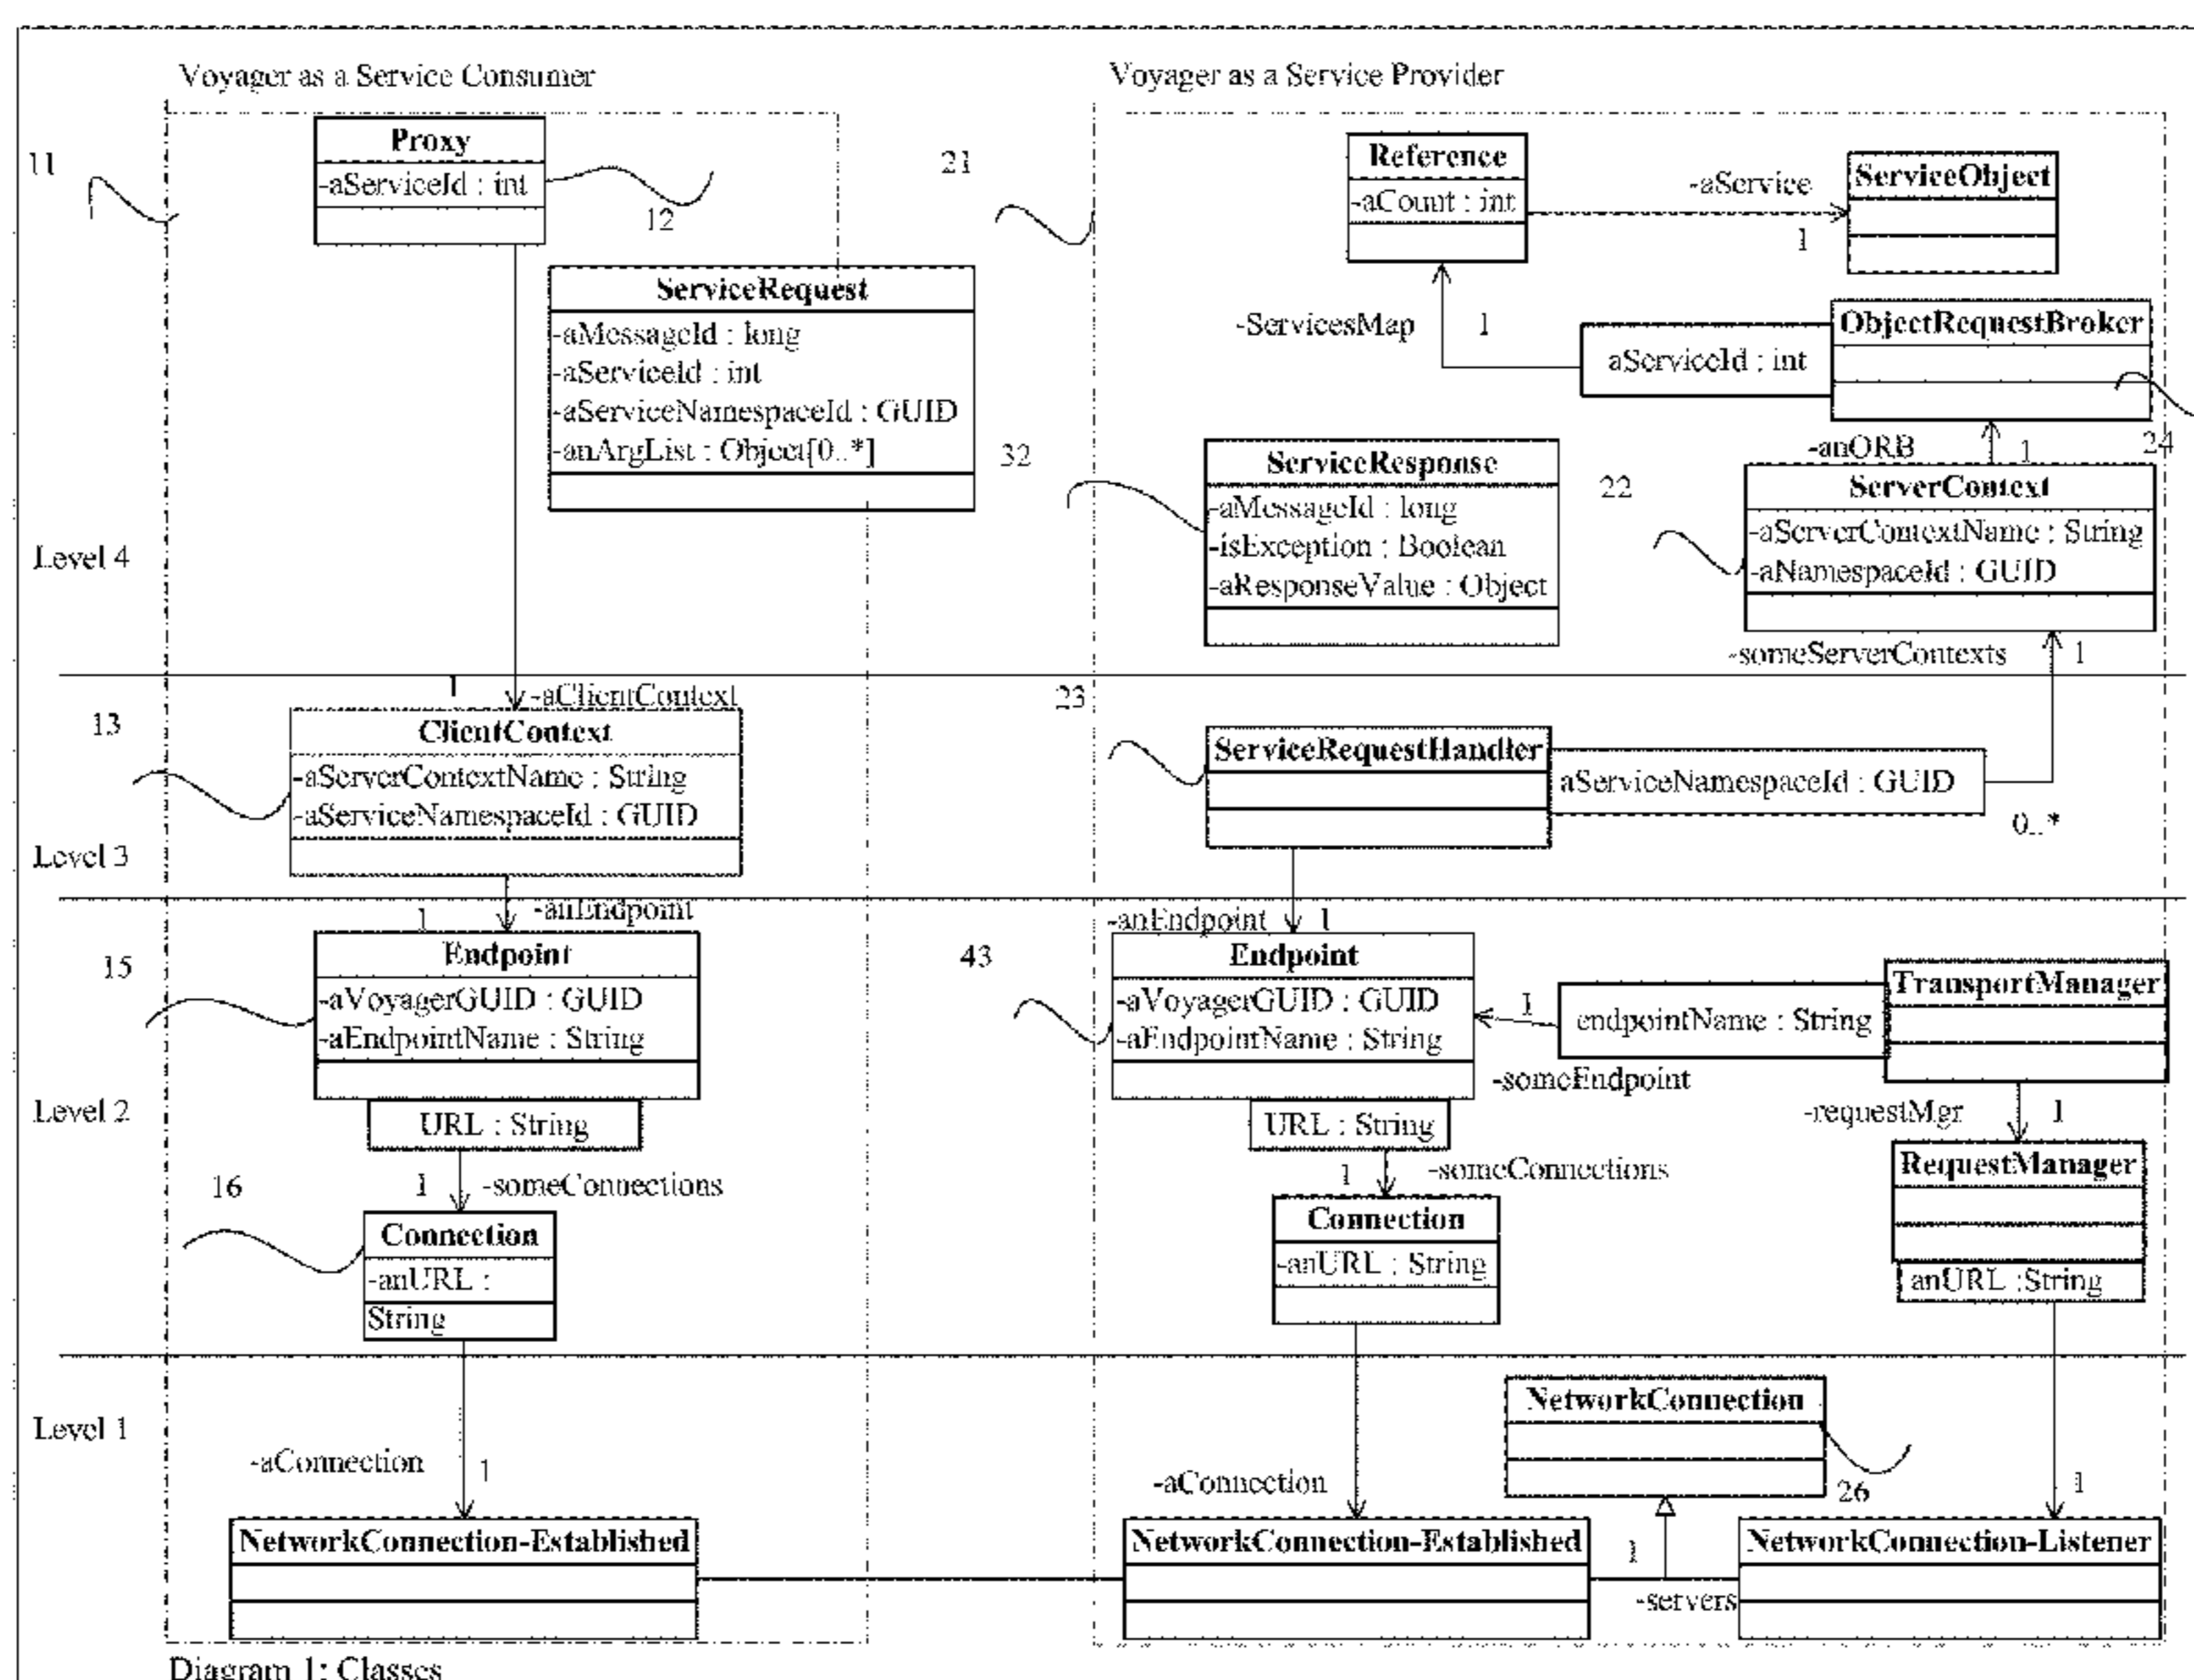 Voyager as a Service Consumer
Voyager as a Service Provider
11
Proxy
-aServiceId : int
12
21
Reference
-aCount : int
-aService
1
ServiceObject
ServiceRequest
-aMessageId : long
-aServiceId : int
-aServiceNamespaceId : GUID
-anArgList : Object[0..*]
-ServicesMap
1
aServiceId : int
ObjectRequestBroker
24
32
ServiceResponse
-aMessageId : long
-isException : Boolean
-aResponseValue : Object
-anORB
1
22
ServerContext
-aServerContextName : String
-aNamespaceId : GUID
Level 4
-someServerContexts
1
1
-aClientContext
13
ClientContext
-aServerContextName : String
-aServiceNamespaceId : GUID
23
ServiceRequestHandler
aServiceNamespaceId : GUID
0..*
Level 3
1
-anEndpoint
-anEndpoint
1
15
Endpoint
-aVoyagerGUID : GUID
-aEndpointName : String
URL : String
43
Endpoint
-aVoyagerGUID : GUID
-aEndpointName : String
URL : String
1
endpointName : String
-someEndpoint
TransportManager
Level 2
-requestMgr
1
16
1
-someConnections
Connection
-anURL :
String
1
-someConnections
Connection
-anURL : String
RequestManager
anURL :String
Level 1
-aConnection
1
-aConnection
NetworkConnection
26
1
NetworkConnection-Established
NetworkConnection-Established
1
-servers
NetworkConnection-Listener
Diagram 1: Classes